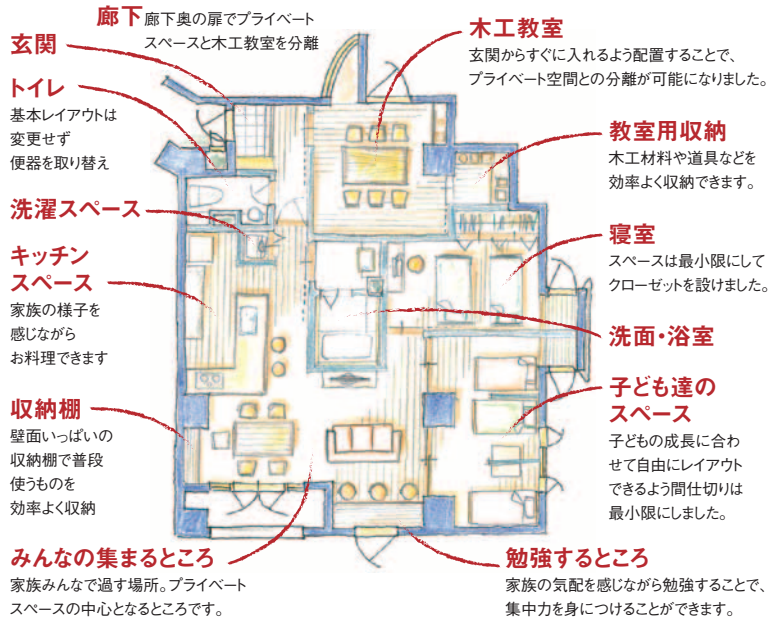 廊下
廊下奥の扉でプライベート
スペースと木工教室を分離
玄関
トイレ
基本レイアウトは
変更せず
便器を取り替え
洗濯スペース
キッチン
スペース
家族の様子を
感じながら
お料理できます
収納棚
壁面いっぱいの
収納棚で普段
使うものを
効率よく収納
みんなの集まるところ
家族みんなで過す場所。プライベート
スペースの中心となるところです。
木工教室
玄関からすぐに入れるよう配置することで、
プライベート空間との分離が可能になりました。
教室用収納
木工材料や道具などを
効率よく収納できます。
寝室
スペースは最小限にして
クローゼットを設けました。
洗面・浴室
子ども達の
スペース
子どもの成長に合わ
せて自由にレイアウト
できるよう間仕切りは
最小限にしました。
勉強するところ
家族の気配を感じながら勉強することで、
集中力を身につけることができます。